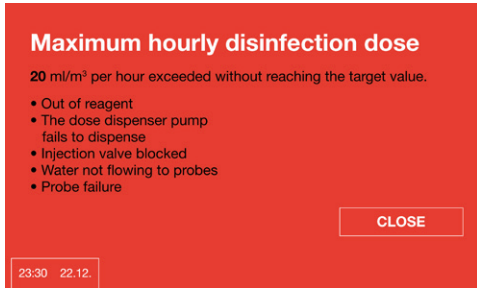 Maximum hourly disinfection dose
20 ml/m³ per hour exceeded without reaching the target value.
• Out of reagent
• The dose dispenser pump
fails to dispense
• Injection valve blocked
• Water not flowing to probes
• Probe failure
CLOSE
23:30 22.12.